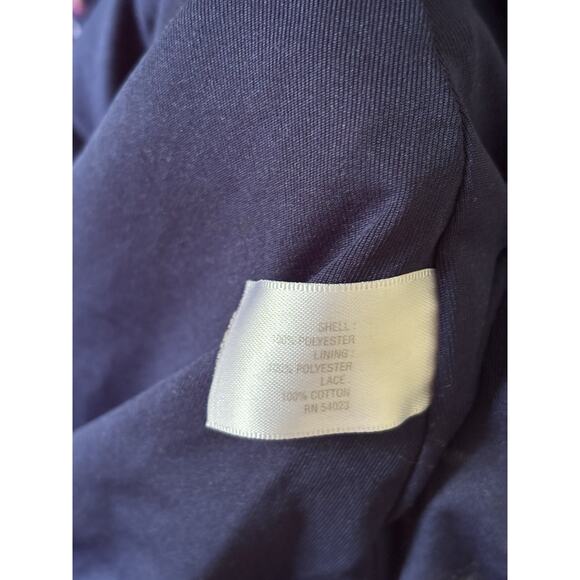 SHELL :
100% POLYESTER
LINING :
100% POLYESTER
LACE :
100% COTTON
RN 54023